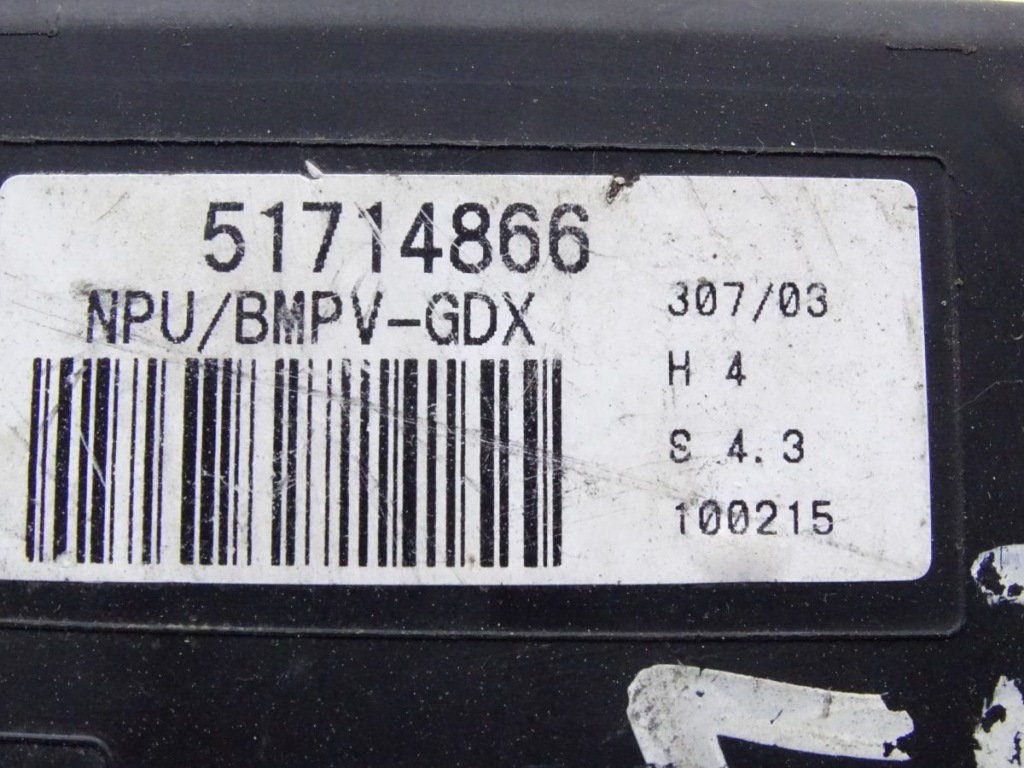 51714866
NPU/BMPV-GDX
307/03
H 4
S 4.3
100215